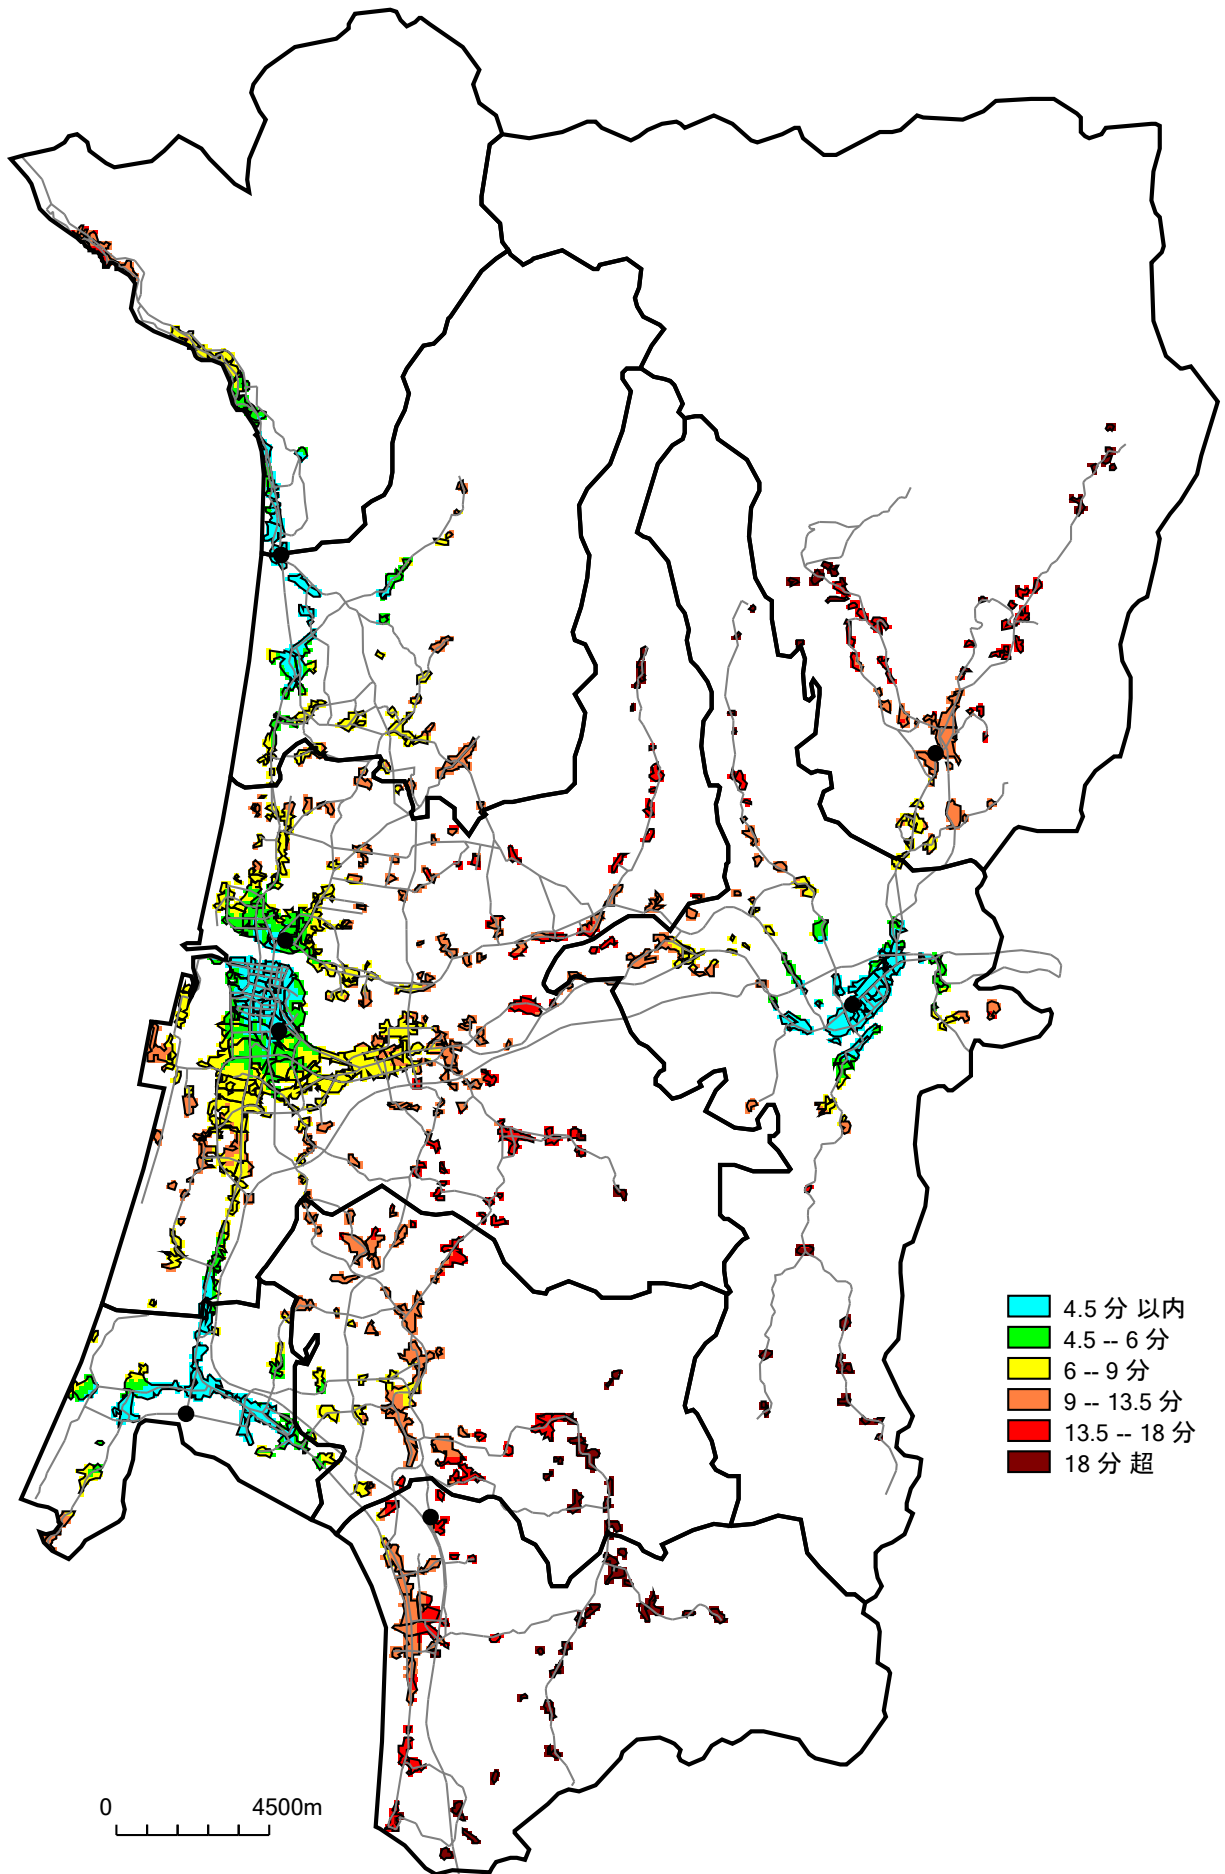 4.5 分 以内
4.5 -- 6 分
6 -- 9 分
9 -- 13.5 分
13.5 -- 18 分
18 分 超
0 4500m